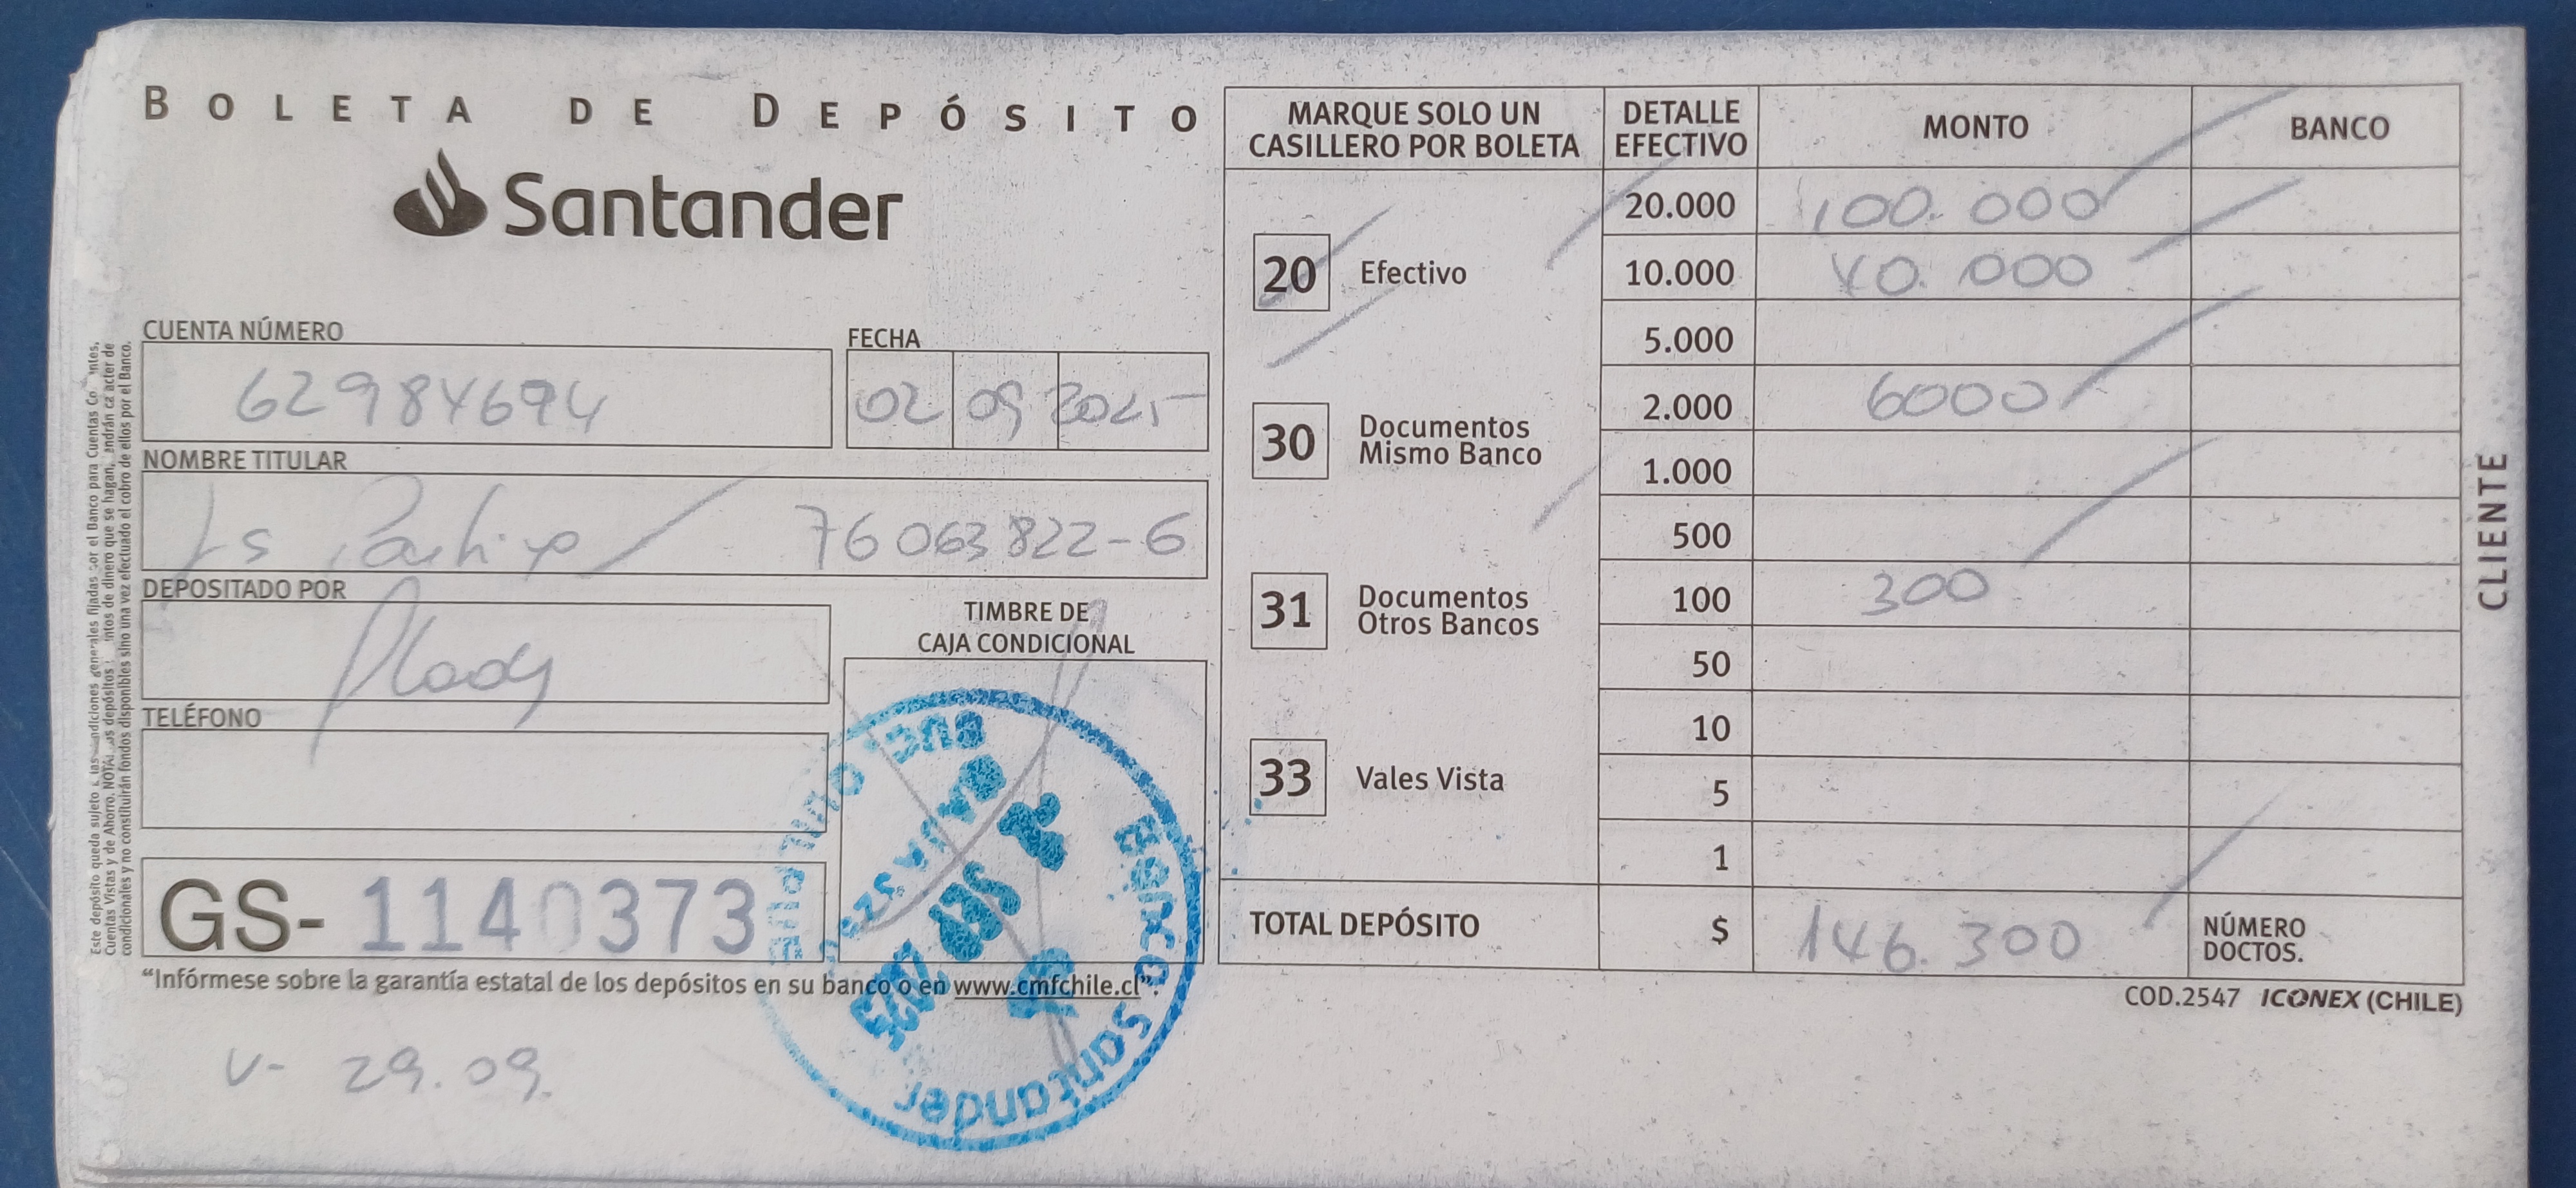 BOLETA DE DEPÓSITO
Santander
CUENTA NÚMERO
62984694
FECHA
02 09 2025
NOMBRE TITULAR
76063822-6
DEPOSITADO POR
TELÉFONO
TIMBRE DE
CAJA CONDICIONAL
GS-1140373
"Infórmese sobre la garantía estatal de los depósitos en su banco o en www.cmfchile.cl".
V- 29.09.
Banco Santander
SEP 2025
MARQUE SOLO UN
CASILLERO POR BOLETA
20 Efectivo
30 Documentos
Mismo Banco
31 Documentos
Otros Bancos
33 Vales Vista
DETALLE
EFECTIVO MONTO BANCO
20.000 100.000
10.000 40.000
5.000
2.000 6000
1.000
500
100 300
50
10
5
1
TOTAL DEPÓSITO $ 146.300 NÚMERO
DOCTOS.
COD.2547 ICONEX (CHILE)
CLIENTE